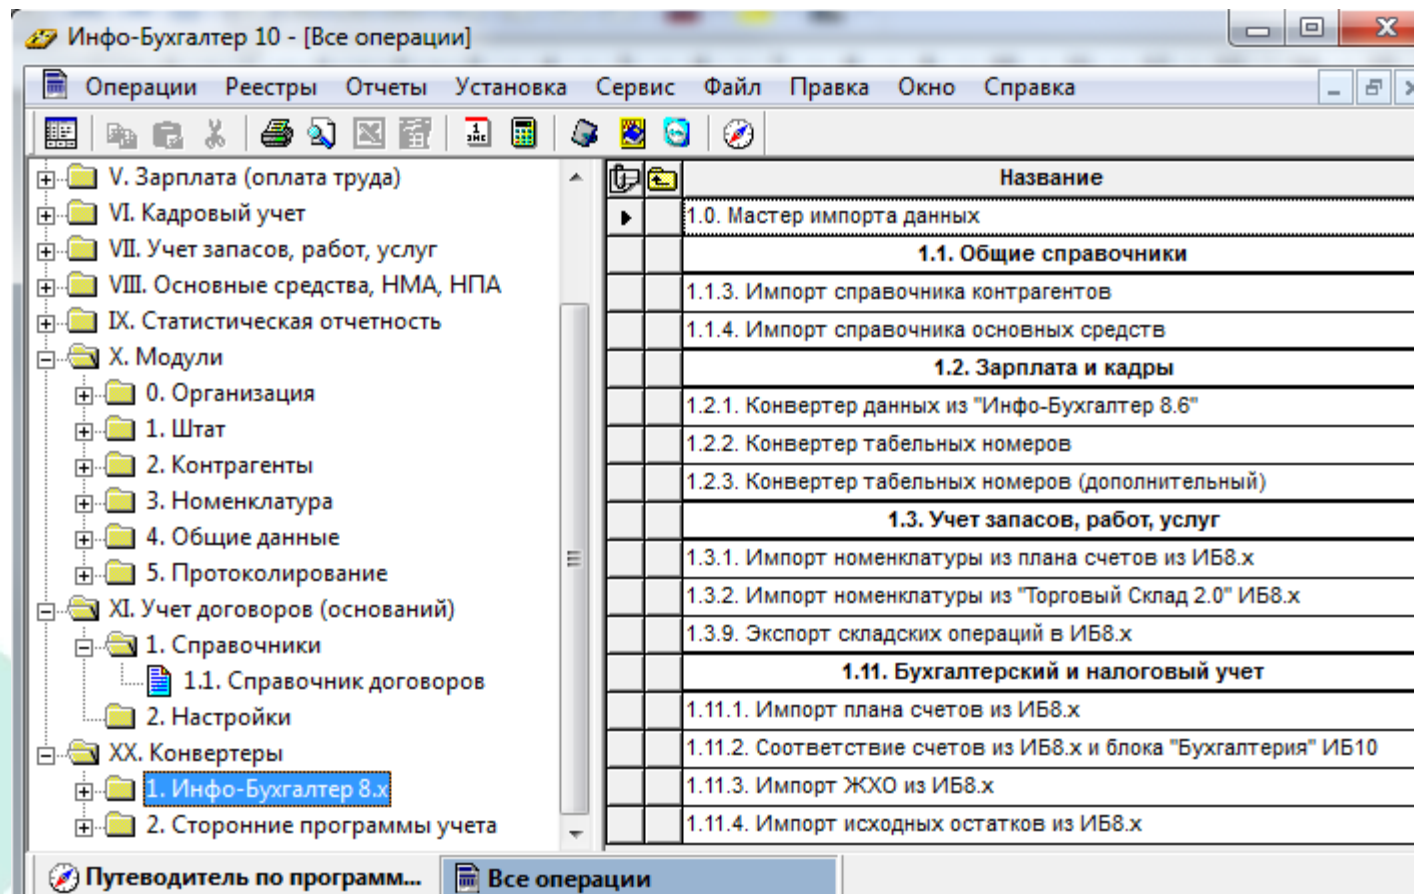 Инфо-Бухгалтер 10 - [Все операции]
Операции Реестры Отчеты Установка Сервис Файл Правка Окно Справка
V. Зарплата (оплата труда)
VI. Кадровый учет
VII. Учет запасов, работ, услуг
VIII. Основные средства, НМА, НПА
IX. Статистическая отчетность
X. Модули
0. Организация
1. Штат
2. Контрагенты
3. Номенклатура
4. Общие данные
5. Протоколирование
XI. Учет договоров (оснований)
1. Справочники
1.1. Справочник договоров
2. Настройки
XX. Конвертеры
1. Инфо-Бухгалтер 8.x
2. Сторонние программы учета
Название
1.0. Мастер импорта данных
1.1. Общие справочники
1.1.3. Импорт справочника контрагентов
1.1.4. Импорт справочника основных средств
1.2. Зарплата и кадры
1.2.1. Конвертер данных из "Инфо-Бухгалтер 8.6"
1.2.2. Конвертер табельных номеров
1.2.3. Конвертер табельных номеров (дополнительный)
1.3. Учет запасов, работ, услуг
1.3.1. Импорт номенклатуры из плана счетов из ИБ8.x
1.3.2. Импорт номенклатуры из "Торговый Склад 2.0" ИБ8.x
1.3.9. Экспорт складских операций в ИБ8.x
1.11. Бухгалтерский и налоговый учет
1.11.1. Импорт плана счетов из ИБ8.x
1.11.2. Соответствие счетов из ИБ8.x и блока "Бухгалтерия" ИБ10
1.11.3. Импорт ЖХО из ИБ8.x
1.11.4. Импорт исходных остатков из ИБ8.x
Путеводитель по программ...
Все операции